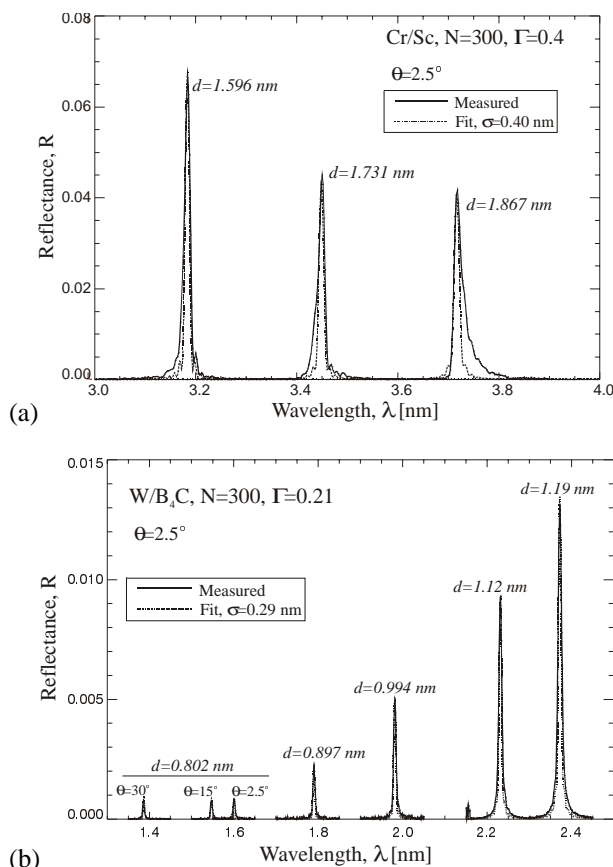 Cr/Sc, N=300, Γ=0.4
θ=2.5°
Measured
Fit, σ=0.40 nm
d=1.596 nm
d=1.731 nm
d=1.867 nm
Reflectance, R
0.08
0.06
0.04
0.02
0.00
3.0 3.2 3.4 3.6 3.8 4.0
Wavelength, λ [nm]
(a)
W/B₄C, N=300, Γ=0.21
θ=2.5°
Measured
Fit, σ=0.29 nm
d=1.19 nm
d=1.12 nm
d=0.994 nm
d=0.897 nm
d=0.802 nm
θ=30° θ=15° θ=2.5°
Reflectance, R
0.015
0.010
0.005
0.000
1.4 1.6 1.8 2.0 2.2 2.4
Wavelength, λ [nm]
(b)